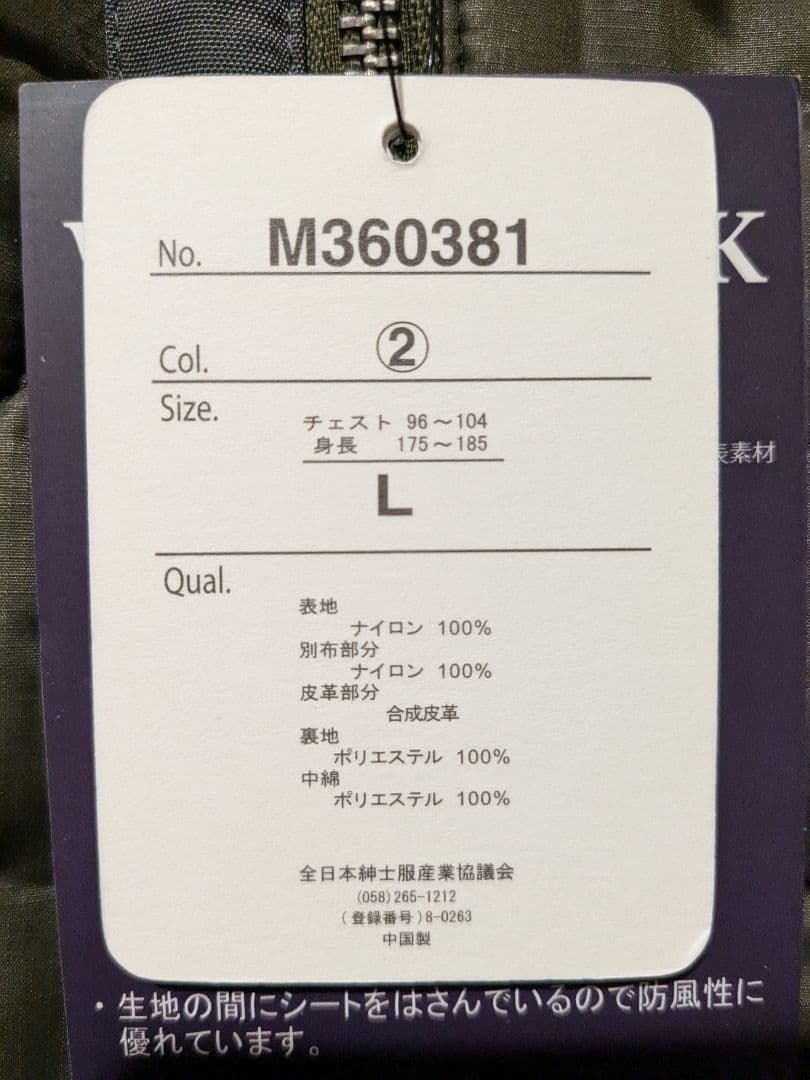 No. M360381
Col. ②
Size.
チェスト 96～104
身長 175～185
L
Qual.
表地
ナイロン 100%
別布部分
ナイロン 100%
皮革部分
合成皮革
裏地
ポリエステル 100%
中綿
ポリエステル 100%
全日本紳士服産業協議会
(058)265-1212
(登録番号)8-0263
中国製
K
表素材
・生地の間にシートをはさんでいるので防風性に
優れています。